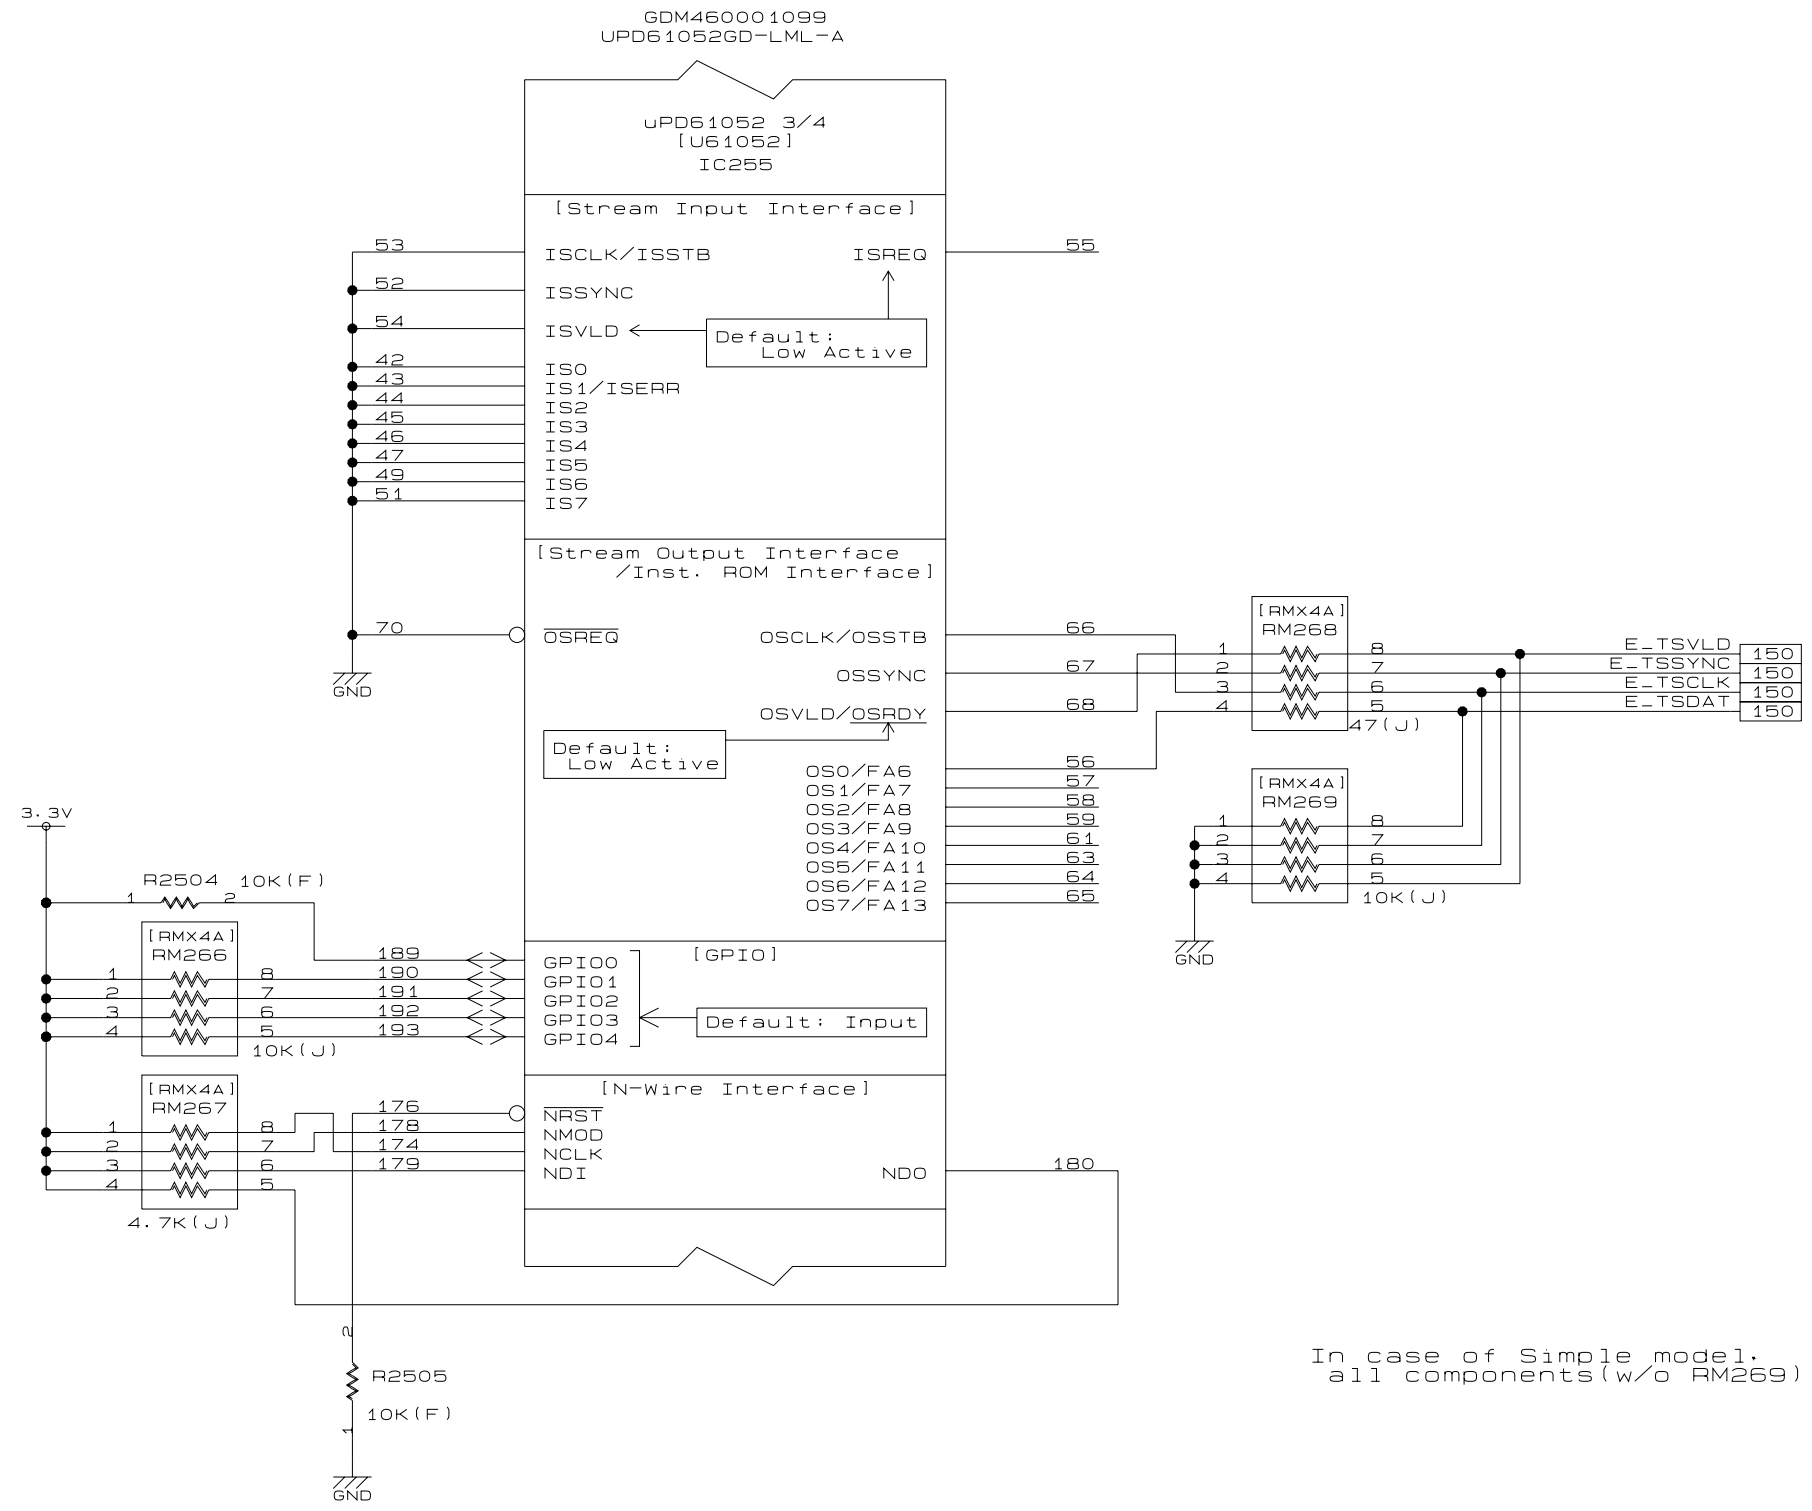 GDM460001099
UPD61052GD-LML-A
uPD61052 3/4
[U61052]
IC255
[Stream Input Interface]
53 ISCLK/ISSTB ISREQ 55
52 ISSYNC
54 ISVLD
Default:
Low Active
42 IS0
43 IS1/ISERR
44 IS2
45 IS3
46 IS4
47 IS5
49 IS6
51 IS7
[Stream Output Interface
/Inst. ROM Interface]
70 OSREQ OSCLK/OSSTB 66
OSSYNC 67
OSVLD/OSRDY 68
Default:
Low Active
OS0/FA6 56
OS1/FA7 57
OS2/FA8 58
OS3/FA9 59
OS4/FA10 61
OS5/FA11 63
OS6/FA12 64
OS7/FA13 65
GND
[RMX4A]
RM268
1 8 E_TSVLD 150
2 7 E_TSSYNC 150
3 6 E_TSCLK 150
4 5 E_TSDAT 150
47(J)
[RMX4A]
RM269
1 8
2 7
3 6
4 5
10K(J)
GND
3.3V
R2504 10K(F)
1 2
[RMX4A]
RM266
[GPIO]
189 GPIO0
1 8 190 GPIO1
2 7 191 GPIO2
3 6 192 GPIO3
4 5 193 GPIO4
10K(J)
Default: Input
[RMX4A]
RM267
[N-Wire Interface]
176 NRST
1 8 178 NMOD
2 7 174 NCLK
3 6 179 NDI NDO 180
4 5
4.7K(J)
2
R2505
10K(F)
1
GND
In case of Simple model.
all components(w/o RM269)